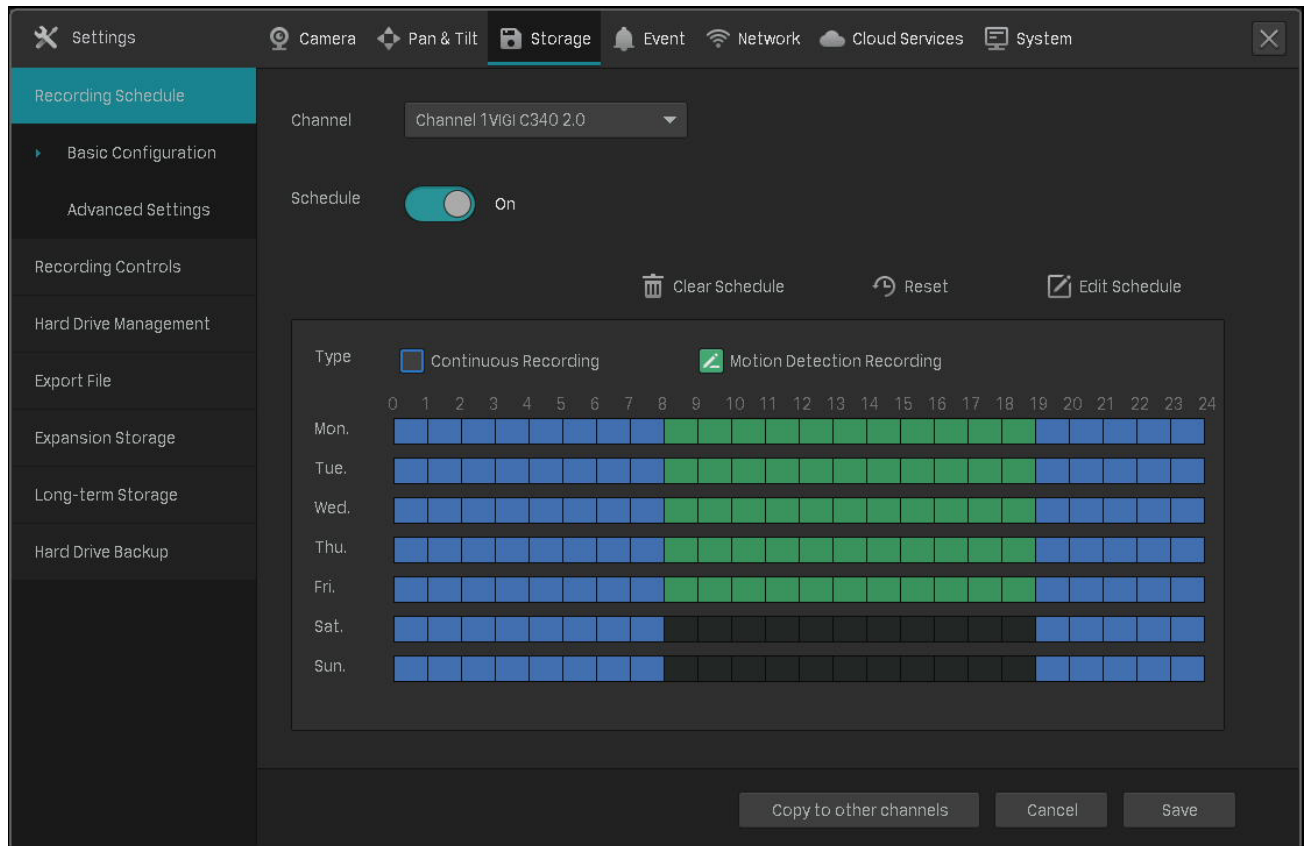 Settings Camera Pan & Tilt Storage Event Network Cloud Services System
Recording Schedule
Basic Configuration
Advanced Settings
Recording Controls
Hard Drive Management
Export File
Expansion Storage
Long-term Storage
Hard Drive Backup
Channel Channel 1 VIGI C340 2.0
Schedule On
Clear Schedule Reset Edit Schedule
Type Continuous Recording Motion Detection Recording
0 1 2 3 4 5 6 7 8 9 10 11 12 13 14 15 16 17 18 19 20 21 22 23 24
Mon.
Tue.
Wed.
Thu.
Fri.
Sat.
Sun.
Copy to other channels Cancel Save